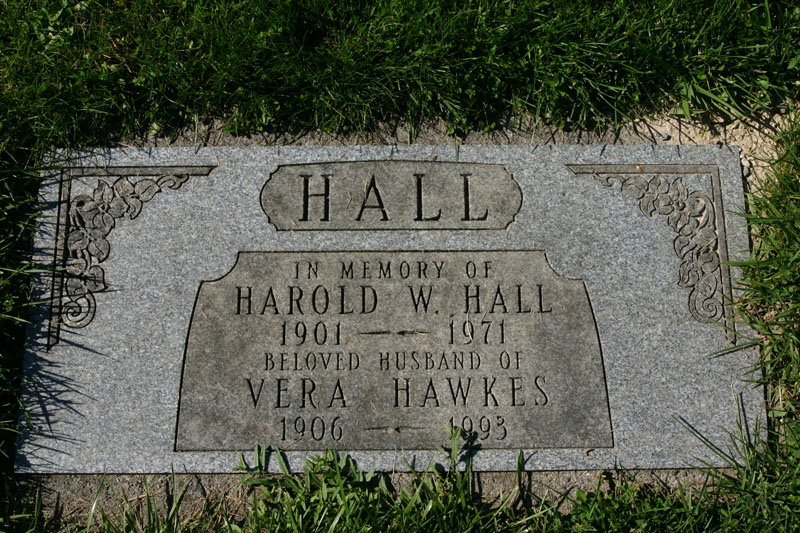 HALL
IN MEMORY OF
HAROLD W. HALL
1901 — 1971
BELOVED HUSBAND OF
VERA HAWKES
1906 — 1993